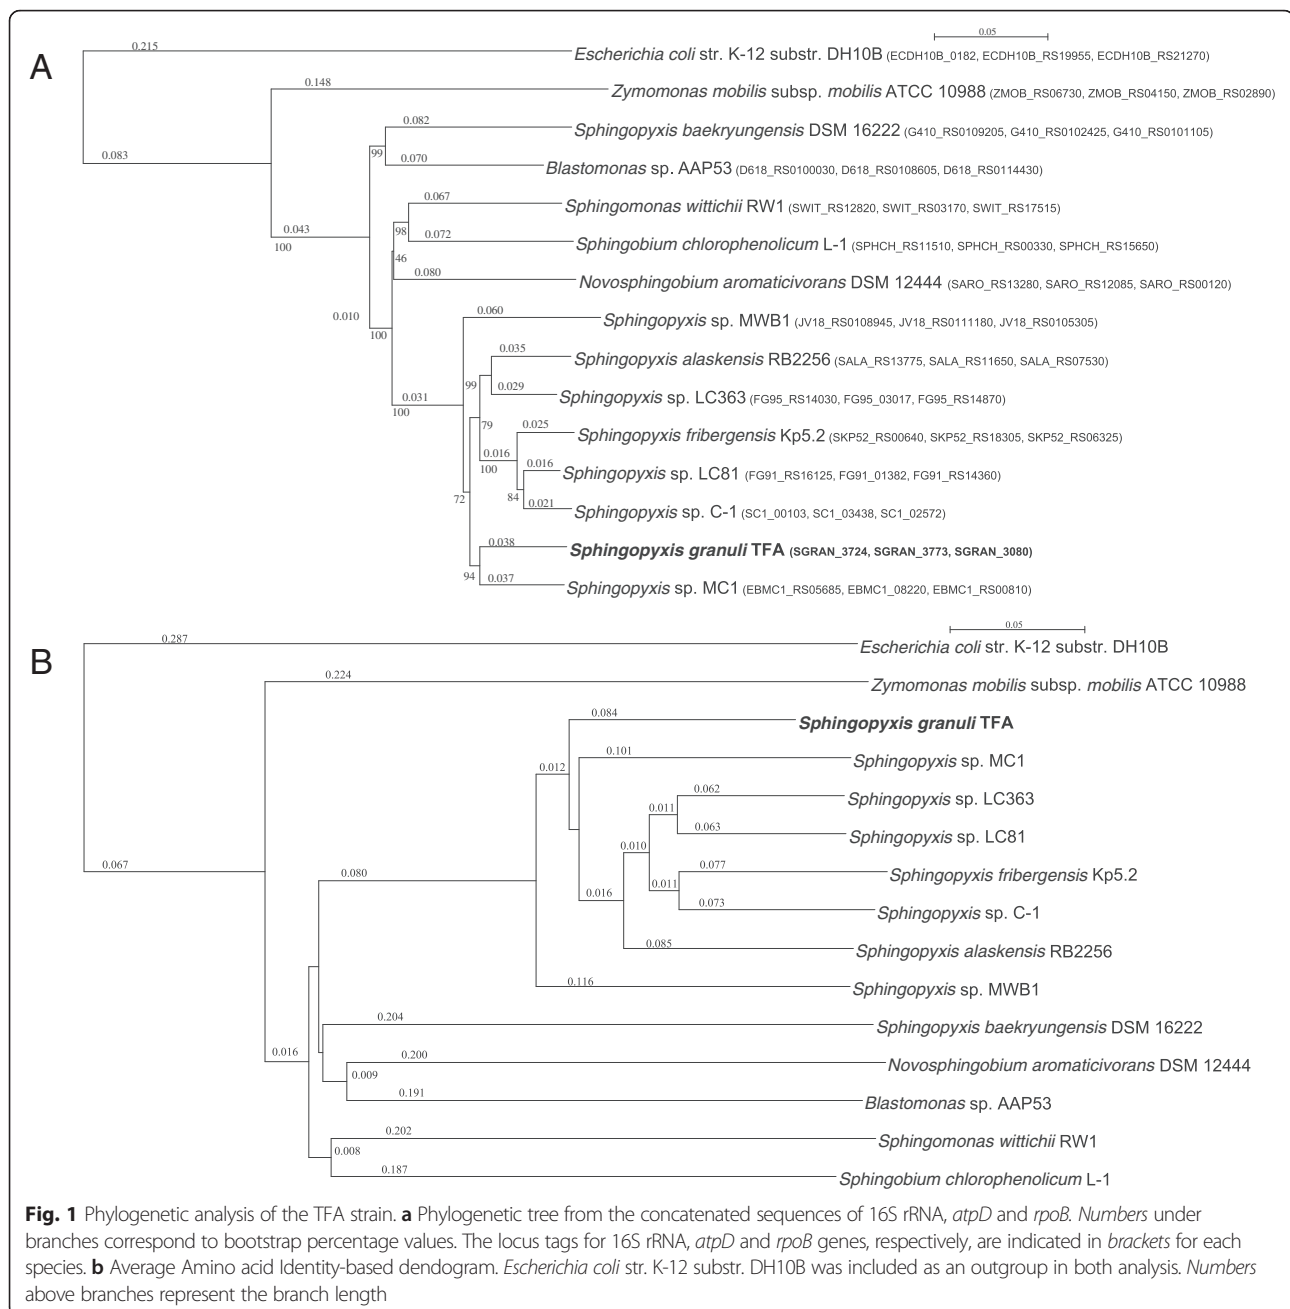 A
0.05
0.215
Escherichia coli str. K-12 substr. DH10B (ECDH10B_0182, ECDH10B_RS19955, ECDH10B_RS21270)
0.148
Zymomonas mobilis subsp. mobilis ATCC 10988 (ZMOB_RS06730, ZMOB_RS04150, ZMOB_RS02890)
0.082
Sphingopyxis baekryungensis DSM 16222 (G410_RS0109205, G410_RS0102425, G410_RS0101105)
0.083
99
0.070
Blastomonas sp. AAP53 (D618_RS0100030, D618_RS0108605, D618_RS0114430)
0.067
Sphingomonas wittichii RW1 (SWIT_RS12820, SWIT_RS03170, SWIT_RS17515)
0.043
98
0.072
100
Sphingobium chlorophenolicum L-1 (SPHCH_RS11510, SPHCH_RS00330, SPHCH_RS15650)
46
0.080
Novosphingobium aromaticivorans DSM 12444 (SARO_RS13280, SARO_RS12085, SARO_RS00120)
0.010
0.060
100
Sphingopyxis sp. MWB1 (JV18_RS0108945, JV18_RS0111180, JV18_RS0105305)
0.035
Sphingopyxis alaskensis RB2256 (SALA_RS13775, SALA_RS11650, SALA_RS07530)
99
0.029
0.031
Sphingopyxis sp. LC363 (FG95_RS14030, FG95_03017, FG95_RS14870)
100
79
0.025
Sphingopyxis fribergensis Kp5.2 (SKP52_RS00640, SKP52_RS18305, SKP52_RS06325)
0.016
100
0.016
Sphingopyxis sp. LC81 (FG91_RS16125, FG91_01382, FG91_RS14360)
72
84
0.021
Sphingopyxis sp. C-1 (SC1_00103, SC1_03438, SC1_02572)
0.038
Sphingopyxis granuli TFA (SGRAN_3724, SGRAN_3773, SGRAN_3080)
94
0.037
Sphingopyxis sp. MC1 (EBMC1_RS05685, EBMC1_08220, EBMC1_RS00810)
B
0.05
0.287
Escherichia coli str. K-12 substr. DH10B
0.224
Zymomonas mobilis subsp. mobilis ATCC 10988
0.084
Sphingopyxis granuli TFA
0.101
0.012
Sphingopyxis sp. MC1
0.062
0.011
Sphingopyxis sp. LC363
0.063
Sphingopyxis sp. LC81
0.010
0.067
0.080
0.077
Sphingopyxis fribergensis Kp5.2
0.011
0.016
0.073
Sphingopyxis sp. C-1
0.085
Sphingopyxis alaskensis RB2256
0.116
Sphingopyxis sp. MWB1
0.204
Sphingopyxis baekryungensis DSM 16222
0.016
0.200
Novosphingobium aromaticivorans DSM 12444
0.009
0.191
Blastomonas sp. AAP53
0.202
Sphingomonas wittichii RW1
0.008
0.187
Sphingobium chlorophenolicum L-1
Fig. 1 Phylogenetic analysis of the TFA strain. a Phylogenetic tree from the concatenated sequences of 16S rRNA, atpD and rpoB. Numbers under
branches correspond to bootstrap percentage values. The locus tags for 16S rRNA, atpD and rpoB genes, respectively, are indicated in brackets for each
species. b Average Amino acid Identity-based dendogram. Escherichia coli str. K-12 substr. DH10B was included as an outgroup in both analysis. Numbers
above branches represent the branch length